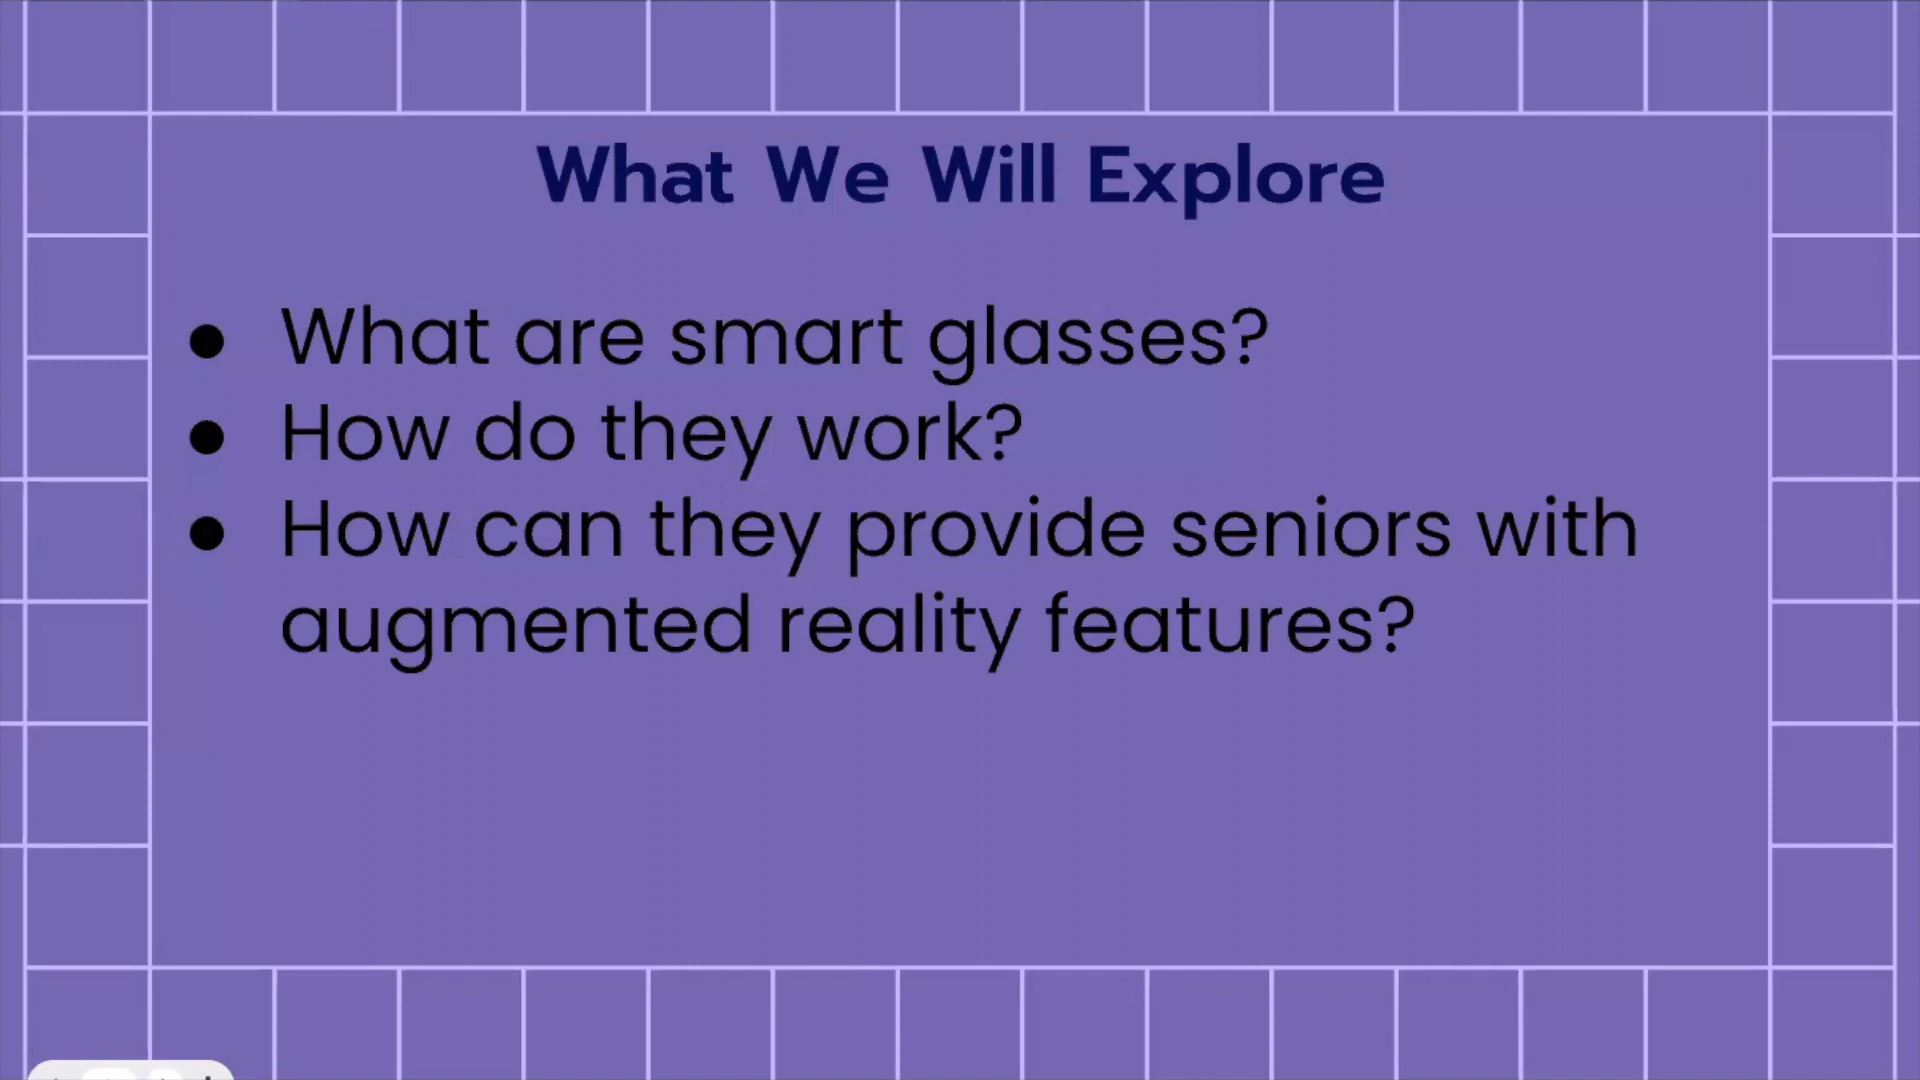 What We Will Explore
● What are smart glasses?
● How do they work?
● How can they provide seniors with
augmented reality features?